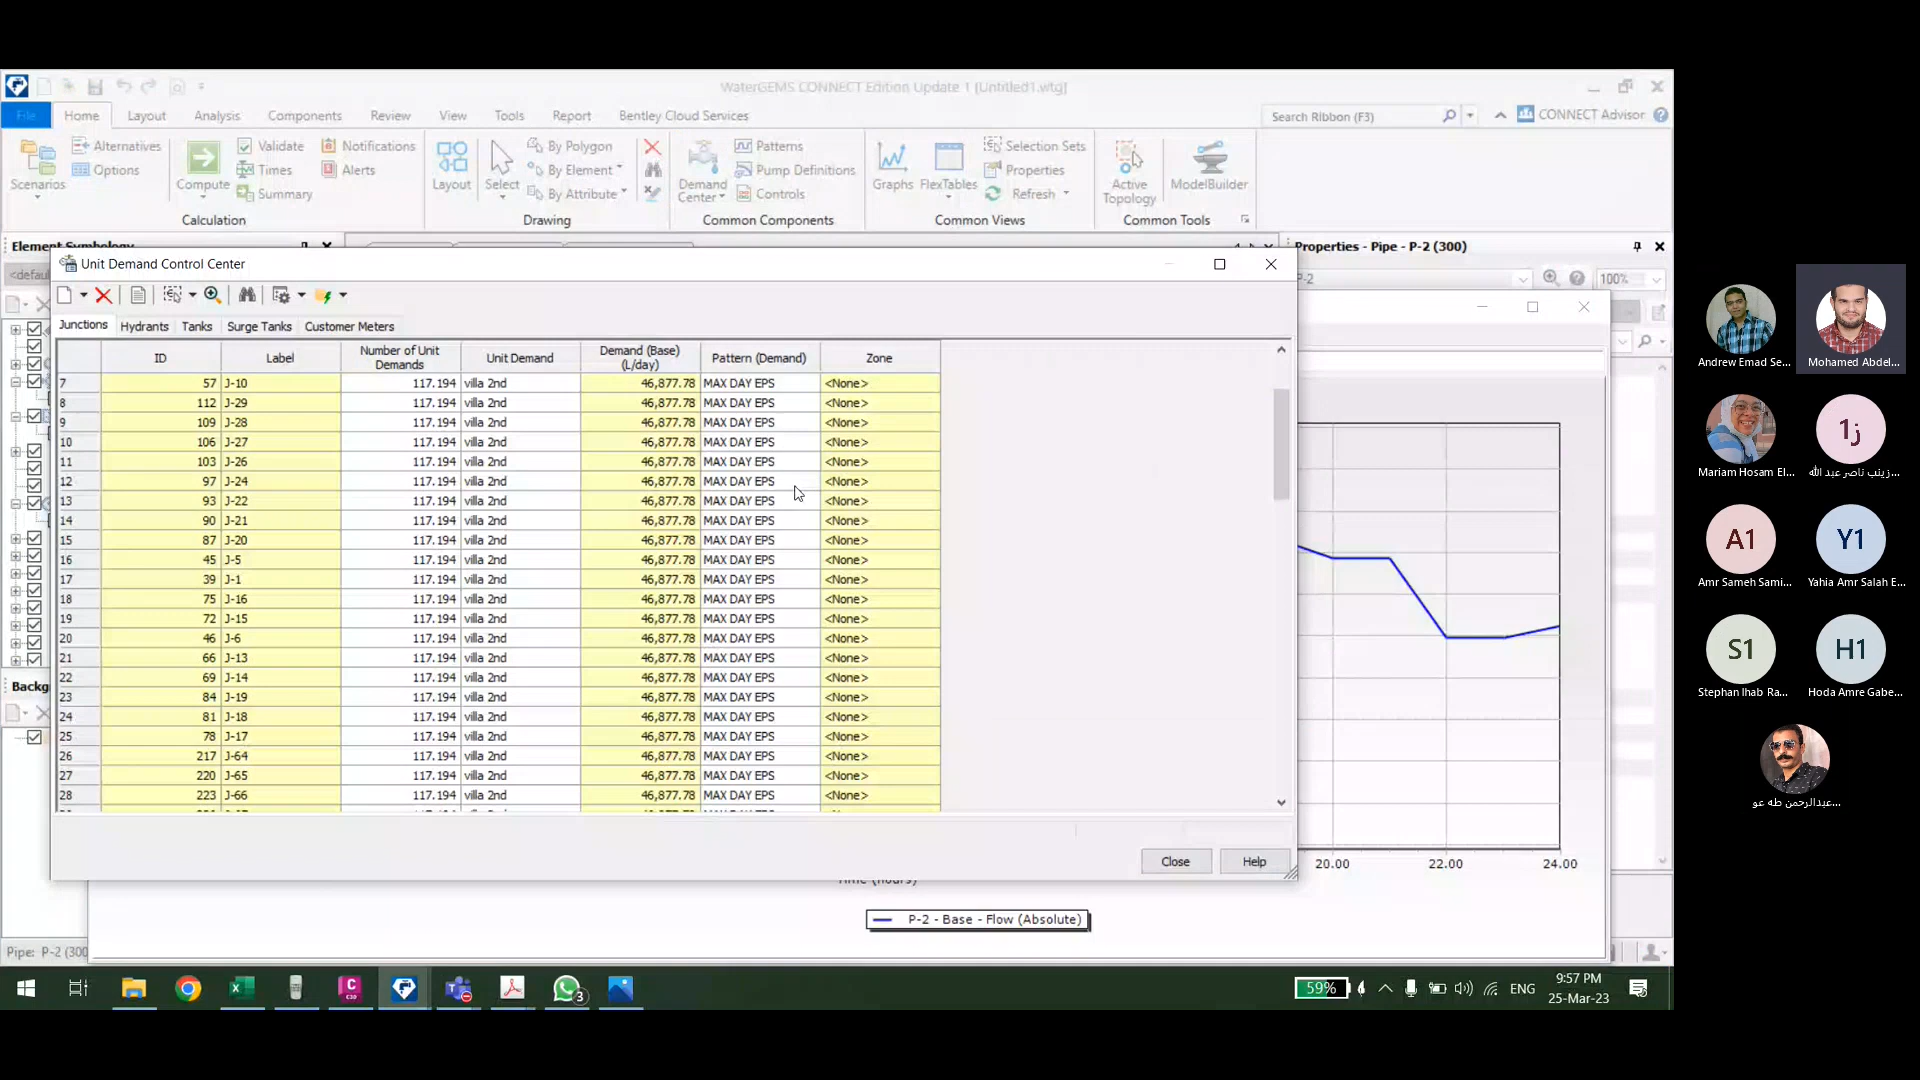 WaterGEMS CONNECT Edition Update 1 [Untitled1.wtg]
File Home Layout Analysis Components Review View Tools Report Bentley Cloud Services
Search Ribbon (F3) CONNECT Advisor
Scenarios Alternatives Options Compute Validate Times Summary Notifications Alerts
Layout Select By Polygon By Element By Attribute
Demand Center Patterns Pump Definitions Controls
Graphs FlexTables Selection Sets Properties Refresh
Active Topology ModelBuilder
Calculation Drawing Common Components Common Views Common Tools
Element Symbology
Properties - Pipe - P-2 (300)
P-2 100%
Unit Demand Control Center
Junctions Hydrants Tanks Surge Tanks Customer Meters
ID Label Number of Unit Demands Unit Demand Demand (Base) (L/day) Pattern (Demand) Zone
7 57 J-10 117.194 villa 2nd 46,877.78 MAX DAY EPS <None>
8 112 J-29 117.194 villa 2nd 46,877.78 MAX DAY EPS <None>
9 109 J-28 117.194 villa 2nd 46,877.78 MAX DAY EPS <None>
10 106 J-27 117.194 villa 2nd 46,877.78 MAX DAY EPS <None>
11 103 J-26 117.194 villa 2nd 46,877.78 MAX DAY EPS <None>
12 97 J-24 117.194 villa 2nd 46,877.78 MAX DAY EPS <None>
13 93 J-22 117.194 villa 2nd 46,877.78 MAX DAY EPS <None>
14 90 J-21 117.194 villa 2nd 46,877.78 MAX DAY EPS <None>
15 87 J-20 117.194 villa 2nd 46,877.78 MAX DAY EPS <None>
16 45 J-5 117.194 villa 2nd 46,877.78 MAX DAY EPS <None>
17 39 J-1 117.194 villa 2nd 46,877.78 MAX DAY EPS <None>
18 75 J-16 117.194 villa 2nd 46,877.78 MAX DAY EPS <None>
19 72 J-15 117.194 villa 2nd 46,877.78 MAX DAY EPS <None>
20 46 J-6 117.194 villa 2nd 46,877.78 MAX DAY EPS <None>
21 66 J-13 117.194 villa 2nd 46,877.78 MAX DAY EPS <None>
22 69 J-14 117.194 villa 2nd 46,877.78 MAX DAY EPS <None>
23 84 J-19 117.194 villa 2nd 46,877.78 MAX DAY EPS <None>
24 81 J-18 117.194 villa 2nd 46,877.78 MAX DAY EPS <None>
25 78 J-17 117.194 villa 2nd 46,877.78 MAX DAY EPS <None>
26 217 J-64 117.194 villa 2nd 46,877.78 MAX DAY EPS <None>
27 220 J-65 117.194 villa 2nd 46,877.78 MAX DAY EPS <None>
28 223 J-66 117.194 villa 2nd 46,877.78 MAX DAY EPS <None>
Close Help
20.00 22.00 24.00
Time (hours)
P-2 - Base - Flow (Absolute)
Pipe: P-2 (300
59% ENG 9:57 PM
25-Mar-23
3
Andrew Emad Se... Mohamed Abdel...
1ز
Mariam Hosam El... زينب ناصر عبد الله...
A1 Y1
Amr Sameh Sami... Yahia Amr Salah E...
S1 H1
Stephan Ihab Ra... Hoda Amre Gabe...
عبدالرحمن طه عو...